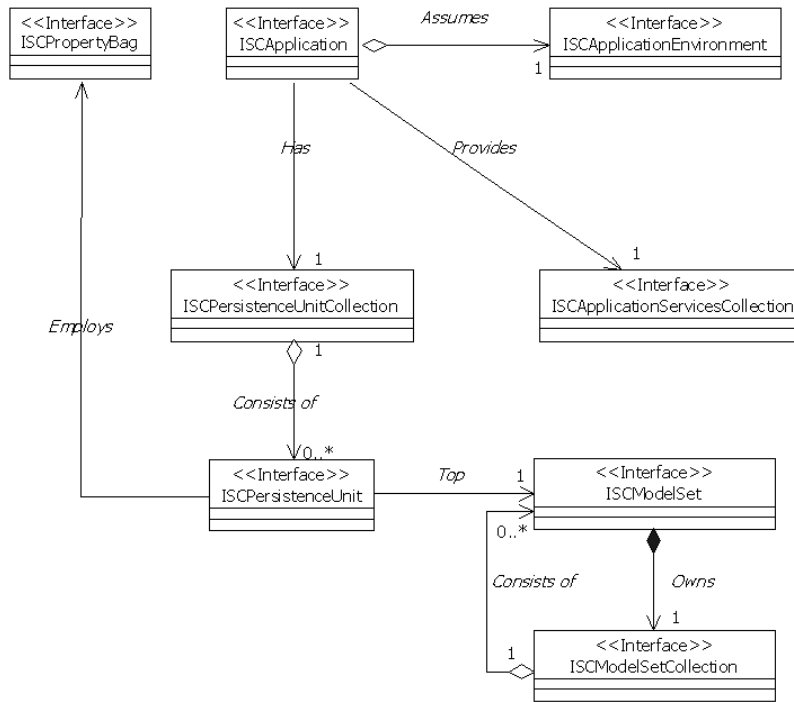 <<Interface>>
ISCPropertyBag
<<Interface>>
ISCApplication
Assumes
1
<<Interface>>
ISCApplicationEnvironment
Has
Provides
1
1
<<Interface>>
ISCPersistenceUnitCollection
<<Interface>>
ISCApplicationServicesCollection
Employs
1
Consists of
0..*
<<Interface>>
ISCPersistenceUnit
Top
1
<<Interface>>
ISCModelSet
0..*
Consists of
Owns
1
1
<<Interface>>
ISCModelSetCollection